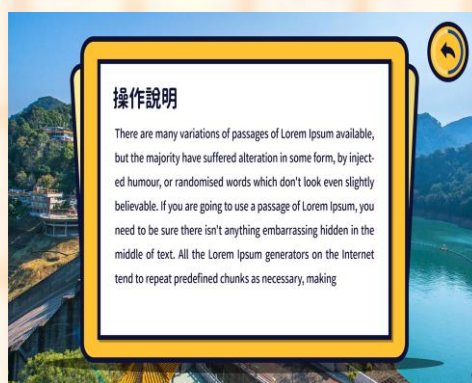 操作說明
There are many variations of passages of Lorem Ipsum available,
but the majority have suffered alteration in some form, by inject-
ed humour, or randomised words which don't look even slightly
believable. If you are going to use a passage of Lorem Ipsum, you
need to be sure there isn't anything embarrassing hidden in the
middle of text. All the Lorem Ipsum generators on the Internet
tend to repeat predefined chunks as necessary, making